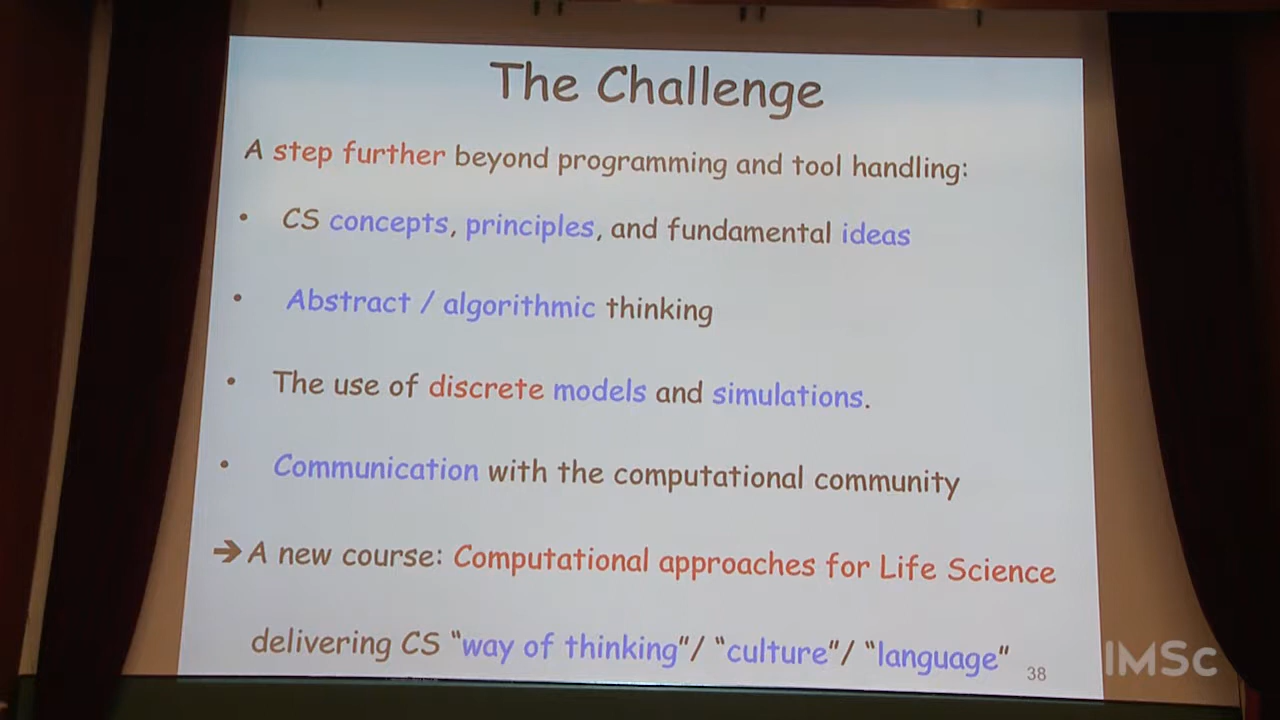 The Challenge
A step further beyond programming and tool handling:
• CS concepts, principles, and fundamental ideas
• Abstract / algorithmic thinking
• The use of discrete models and simulations.
• Communication with the computational community
➔ A new course: Computational approaches for Life Science
delivering CS "way of thinking"/ "culture"/ "language"
38
IMSc